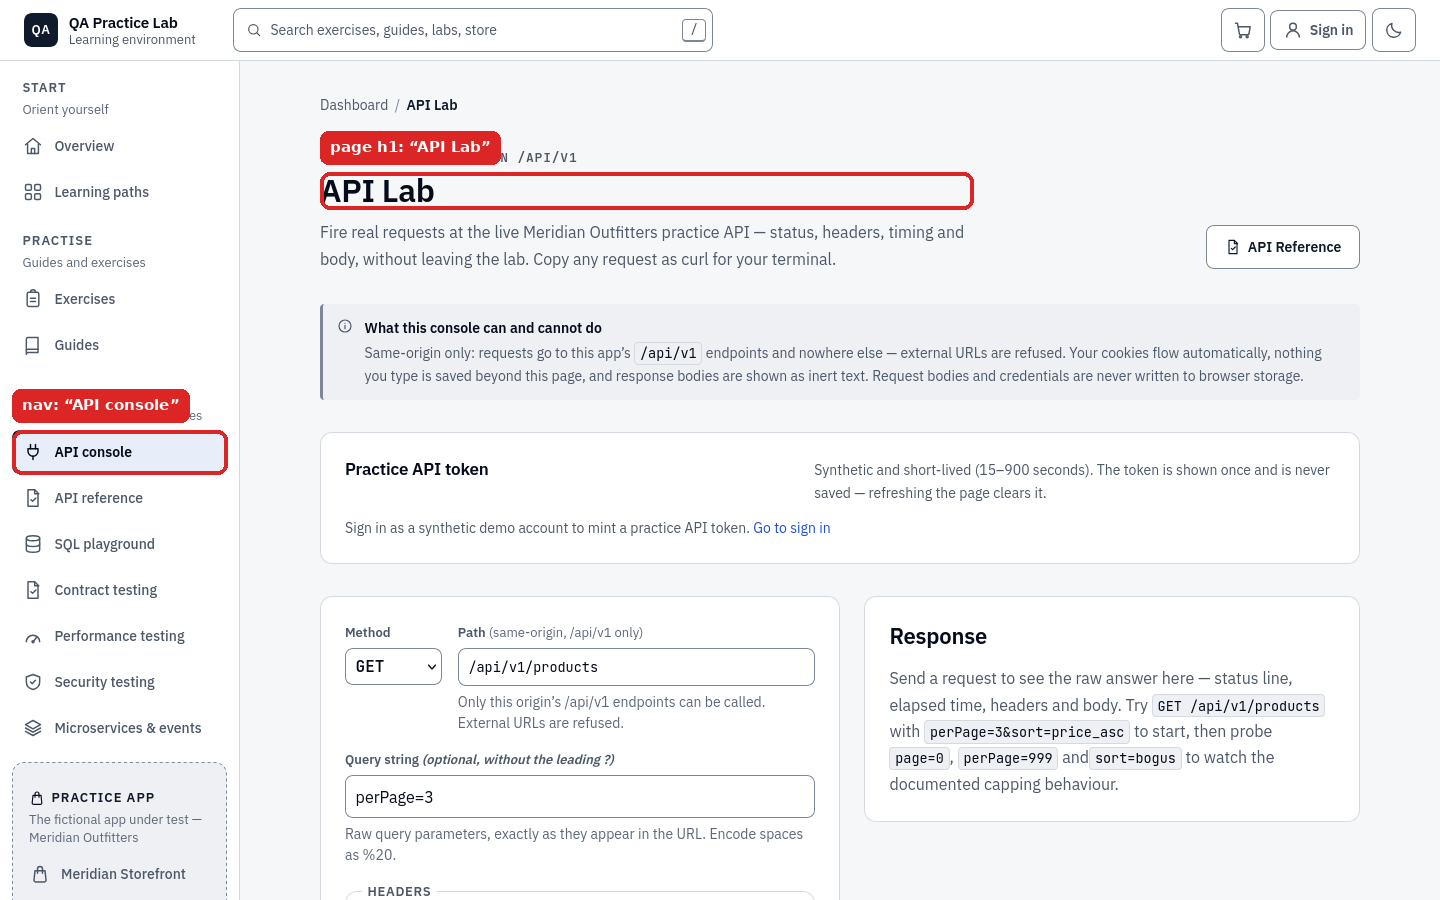 QA
QA Practice Lab
Learning environment
Search exercises, guides, labs, store
/
Sign in
START
Orient yourself
Overview
Learning paths
PRACTISE
Guides and exercises
Exercises
Guides
nav: “API console”
API console
API reference
SQL playground
Contract testing
Performance testing
Security testing
Microservices & events
PRACTICE APP
The fictional app under test —
Meridian Outfitters
Meridian Storefront
Dashboard / API Lab
page h1: “API Lab”
/API/V1
API Lab
Fire real requests at the live Meridian Outfitters practice API — status, headers, timing and
body, without leaving the lab. Copy any request as curl for your terminal.
API Reference
What this console can and cannot do
Same-origin only: requests go to this app’s /api/v1 endpoints and nowhere else — external URLs are refused. Your cookies flow automatically, nothing
you type is saved beyond this page, and response bodies are shown as inert text. Request bodies and credentials are never written to browser storage.
Practice API token
Synthetic and short-lived (15–900 seconds). The token is shown once and is never
saved — refreshing the page clears it.
Sign in as a synthetic demo account to mint a practice API token. Go to sign in
Method
GET
Path (same-origin, /api/v1 only)
/api/v1/products
Only this origin’s /api/v1 endpoints can be called.
External URLs are refused.
Query string (optional, without the leading ?)
perPage=3
Raw query parameters, exactly as they appear in the URL. Encode spaces
as %20.
HEADERS
Response
Send a request to see the raw answer here — status line,
elapsed time, headers and body. Try GET /api/v1/products
with perPage=3&sort=price_asc to start, then probe
page=0, perPage=999 and sort=bogus to watch the
documented capping behaviour.